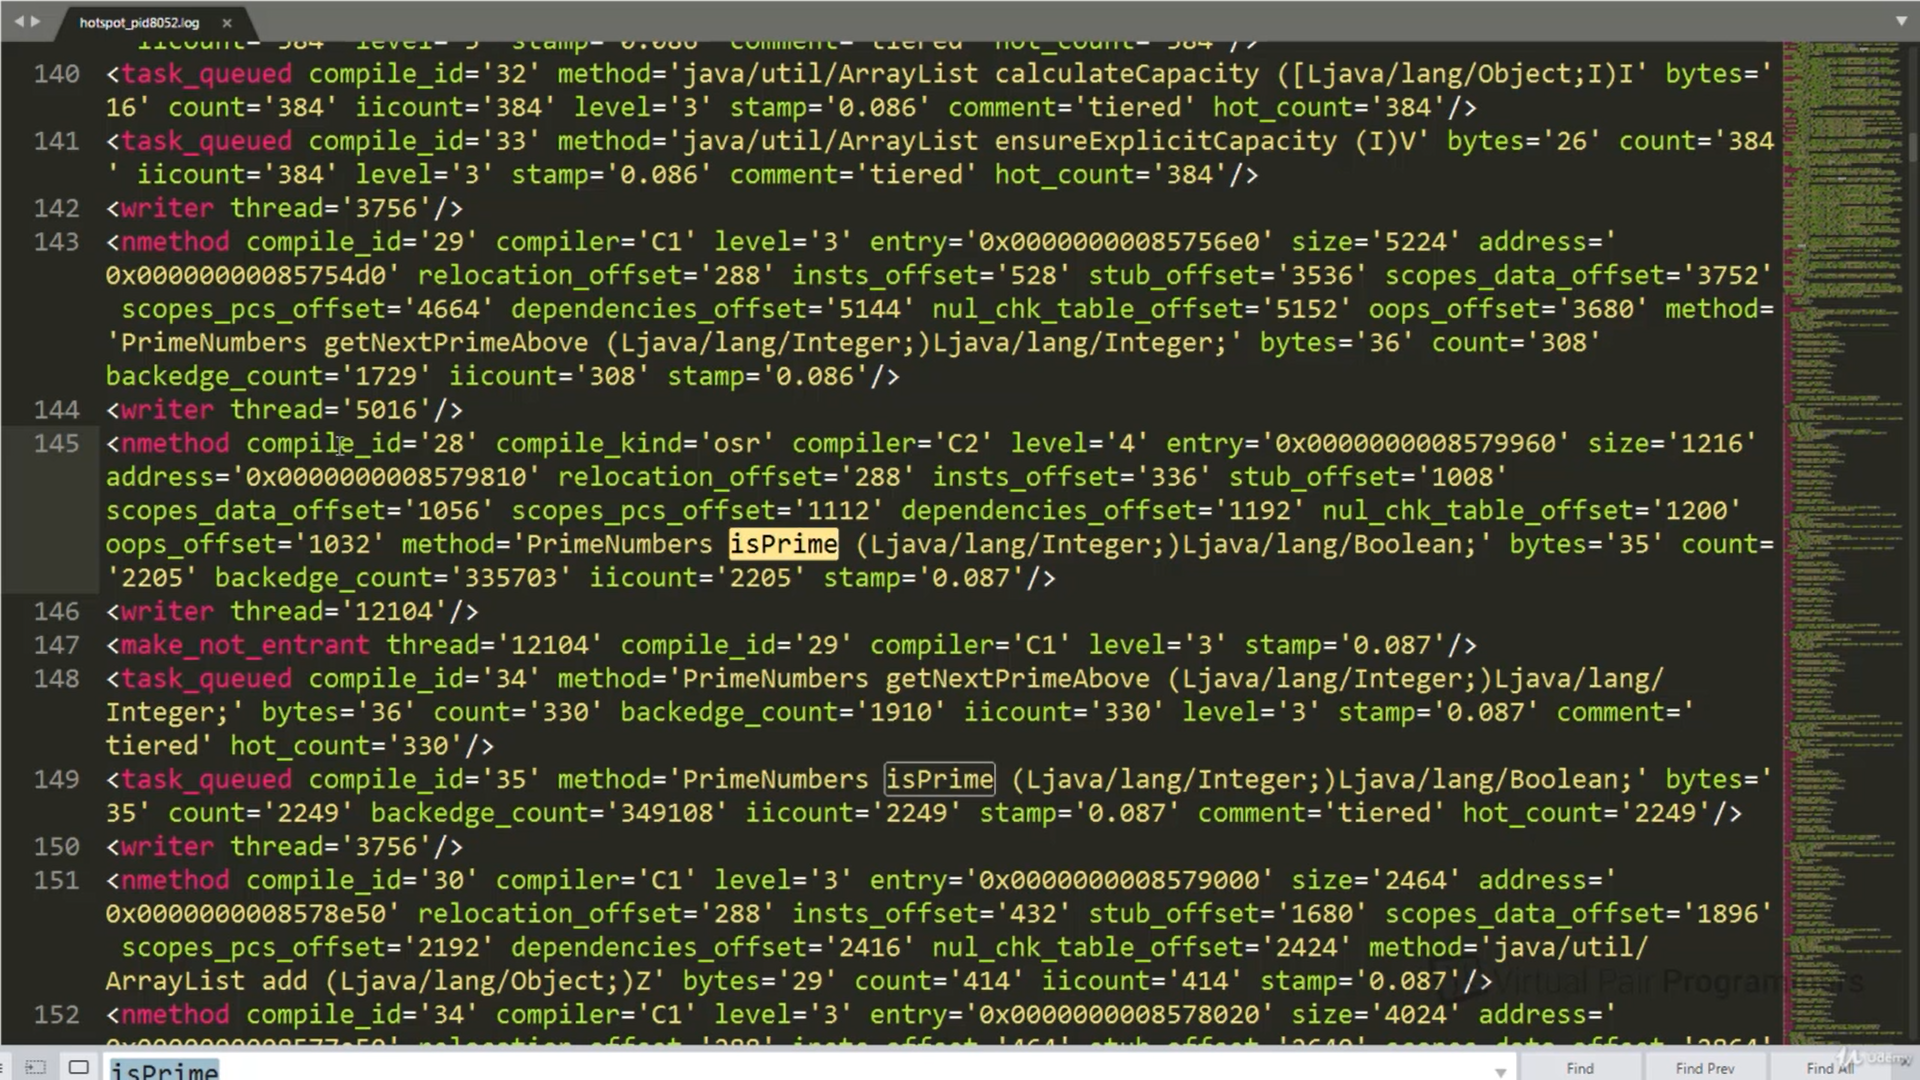 hotspot_pid8052.log ×
iicount='384' level='3' stamp='0.086' comment='tiered' hot_count='384'/>
140 <task_queued compile_id='32' method='java/util/ArrayList calculateCapacity ([Ljava/lang/Object;I)I' bytes='
16' count='384' iicount='384' level='3' stamp='0.086' comment='tiered' hot_count='384'/>
141 <task_queued compile_id='33' method='java/util/ArrayList ensureExplicitCapacity (I)V' bytes='26' count='384
' iicount='384' level='3' stamp='0.086' comment='tiered' hot_count='384'/>
142 <writer thread='3756'/>
143 <nmethod compile_id='29' compiler='C1' level='3' entry='0x00000000085756e0' size='5224' address='
0x00000000085754d0' relocation_offset='288' insts_offset='528' stub_offset='3536' scopes_data_offset='3752'
scopes_pcs_offset='4664' dependencies_offset='5144' nul_chk_table_offset='5152' oops_offset='3680' method=
'PrimeNumbers getNextPrimeAbove (Ljava/lang/Integer;)Ljava/lang/Integer;' bytes='36' count='308'
backedge_count='1729' iicount='308' stamp='0.086'/>
144 <writer thread='5016'/>
145 <nmethod compile_id='28' compile_kind='osr' compiler='C2' level='4' entry='0x0000000008579960' size='1216'
address='0x0000000008579810' relocation_offset='288' insts_offset='336' stub_offset='1008'
scopes_data_offset='1056' scopes_pcs_offset='1112' dependencies_offset='1192' nul_chk_table_offset='1200'
oops_offset='1032' method='PrimeNumbers isPrime (Ljava/lang/Integer;)Ljava/lang/Boolean;' bytes='35' count=
'2205' backedge_count='335703' iicount='2205' stamp='0.087'/>
146 <writer thread='12104'/>
147 <make_not_entrant thread='12104' compile_id='29' compiler='C1' level='3' stamp='0.087'/>
148 <task_queued compile_id='34' method='PrimeNumbers getNextPrimeAbove (Ljava/lang/Integer;)Ljava/lang/
Integer;' bytes='36' count='330' backedge_count='1910' iicount='330' level='3' stamp='0.087' comment='
tiered' hot_count='330'/>
149 <task_queued compile_id='35' method='PrimeNumbers isPrime (Ljava/lang/Integer;)Ljava/lang/Boolean;' bytes='
35' count='2249' backedge_count='349108' iicount='2249' stamp='0.087' comment='tiered' hot_count='2249'/>
150 <writer thread='3756'/>
151 <nmethod compile_id='30' compiler='C1' level='3' entry='0x0000000008579000' size='2464' address='
0x0000000008578e50' relocation_offset='288' insts_offset='432' stub_offset='1680' scopes_data_offset='1896'
scopes_pcs_offset='2192' dependencies_offset='2416' nul_chk_table_offset='2424' method='java/util/
ArrayList add (Ljava/lang/Object;)Z' bytes='29' count='414' iicount='414' stamp='0.087'/>
Virtual Pair Programmers
152 <nmethod compile_id='34' compiler='C1' level='3' entry='0x0000000008578020' size='4024' address='
isPrime
Find
Find Prev
Find All
Udemy